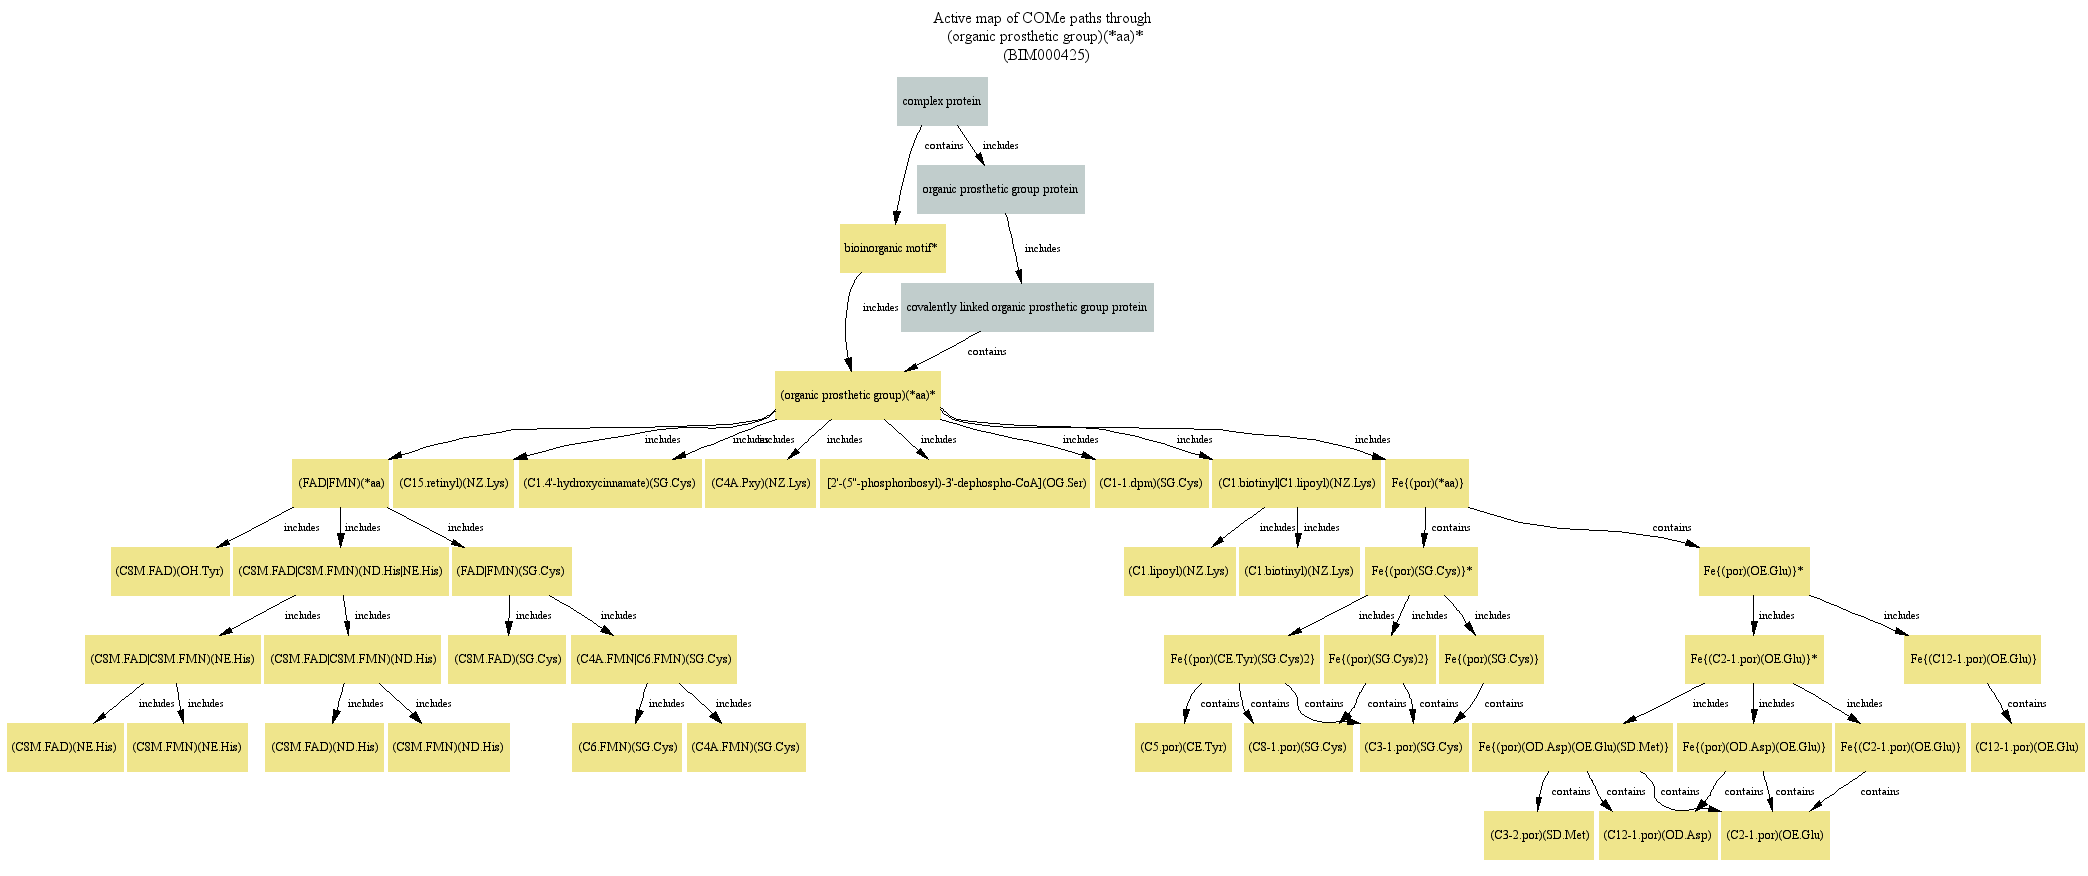 Active map of COMe paths through
(organic prosthetic group)(*aa)*
(BIM000425)
complex protein
contains
includes
organic prosthetic group protein
bioinorganic motif*
includes
includes
covalently linked organic prosthetic group protein
contains
(organic prosthetic group)(*aa)*
includes
includes
includes
includes
includes
includes
includes
includes
(FAD|FMN)(*aa)
(C15.retinyl)(NZ.Lys)
(C1.4'-hydroxycinnamate)(SG.Cys)
(C4A.Pxy)(NZ.Lys)
[2'-(5''-phosphoribosyl)-3'-dephospho-CoA](OG.Ser)
(C1-1.dpm)(SG.Cys)
(C1.biotinyl|C1.lipoyl)(NZ.Lys)
Fe{(por)(*aa)}
includes
includes
includes
includes
includes
contains
contains
(C8M.FAD)(OH.Tyr)
(C8M.FAD|C8M.FMN)(ND.His|NE.His)
(FAD|FMN)(SG.Cys)
(C1.lipoyl)(NZ.Lys)
(C1.biotinyl)(NZ.Lys)
Fe{(por)(SG.Cys)}*
Fe{(por)(OE.Glu)}*
includes
includes
includes
includes
includes
includes
includes
includes
includes
(C8M.FAD|C8M.FMN)(NE.His)
(C8M.FAD|C8M.FMN)(ND.His)
(C8M.FAD)(SG.Cys)
(C4A.FMN|C6.FMN)(SG.Cys)
Fe{(por)(CE.Tyr)(SG.Cys)2}
Fe{(por)(SG.Cys)2}
Fe{(por)(SG.Cys)}
Fe{(C2-1.por)(OE.Glu)}*
Fe{(C12-1.por)(OE.Glu)}
includes
includes
includes
includes
includes
includes
contains
contains
contains
contains
contains
contains
includes
includes
includes
contains
(C8M.FAD)(NE.His)
(C8M.FMN)(NE.His)
(C8M.FAD)(ND.His)
(C8M.FMN)(ND.His)
(C6.FMN)(SG.Cys)
(C4A.FMN)(SG.Cys)
(C5.por)(CE.Tyr)
(C8-1.por)(SG.Cys)
(C3-1.por)(SG.Cys)
Fe{(por)(OD.Asp)(OE.Glu)(SD.Met)}
Fe{(por)(OD.Asp)(OE.Glu)}
Fe{(C2-1.por)(OE.Glu)}
(C12-1.por)(OE.Glu)
contains
contains
contains
contains
contains
contains
(C3-2.por)(SD.Met)
(C12-1.por)(OD.Asp)
(C2-1.por)(OE.Glu)